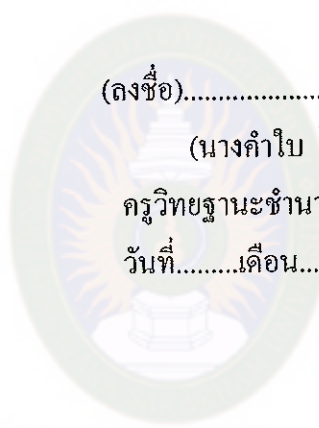 (ลงชื่อ)....................
(นางคำใบ
ครูวิทยฐานะชำนา
วันที่.........เดือน....